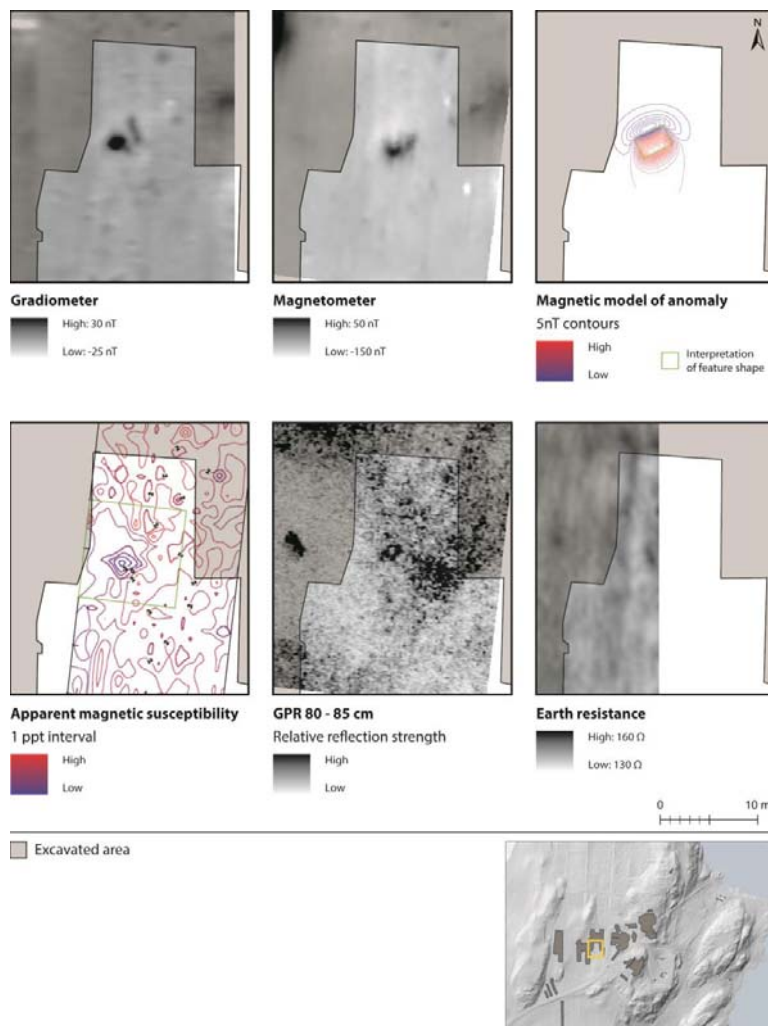 N
Gradiometer
High: 30 nT
Low: -25 nT
Magnetometer
High: 50 nT
Low: -150 nT
Magnetic model of anomaly
5nT contours
High
Low
Interpretation
of feature shape
Apparent magnetic susceptibility
1 ppt interval
High
Low
GPR 80 - 85 cm
Relative reflection strength
High
Low
Earth resistance
High: 160 Ω
Low: 130 Ω
0 10 m
Excavated area